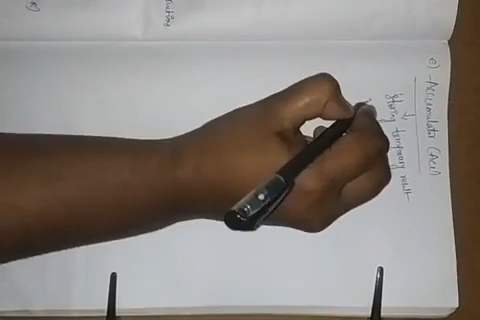 e) Accumulator (Acc)
↓
storing temporary result